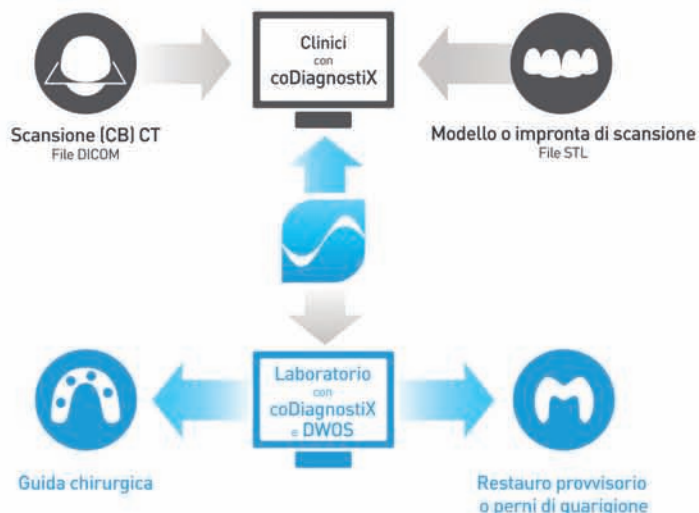 Clinici
con
coDiagnostiX
Scansione (CB) CT
File DICOM
Modello o impronta di scansione
File STL
Laboratorio
con
coDiagnostiX
e DWOS
Guida chirurgica
Restauro provvisorio
o perni di guarigione